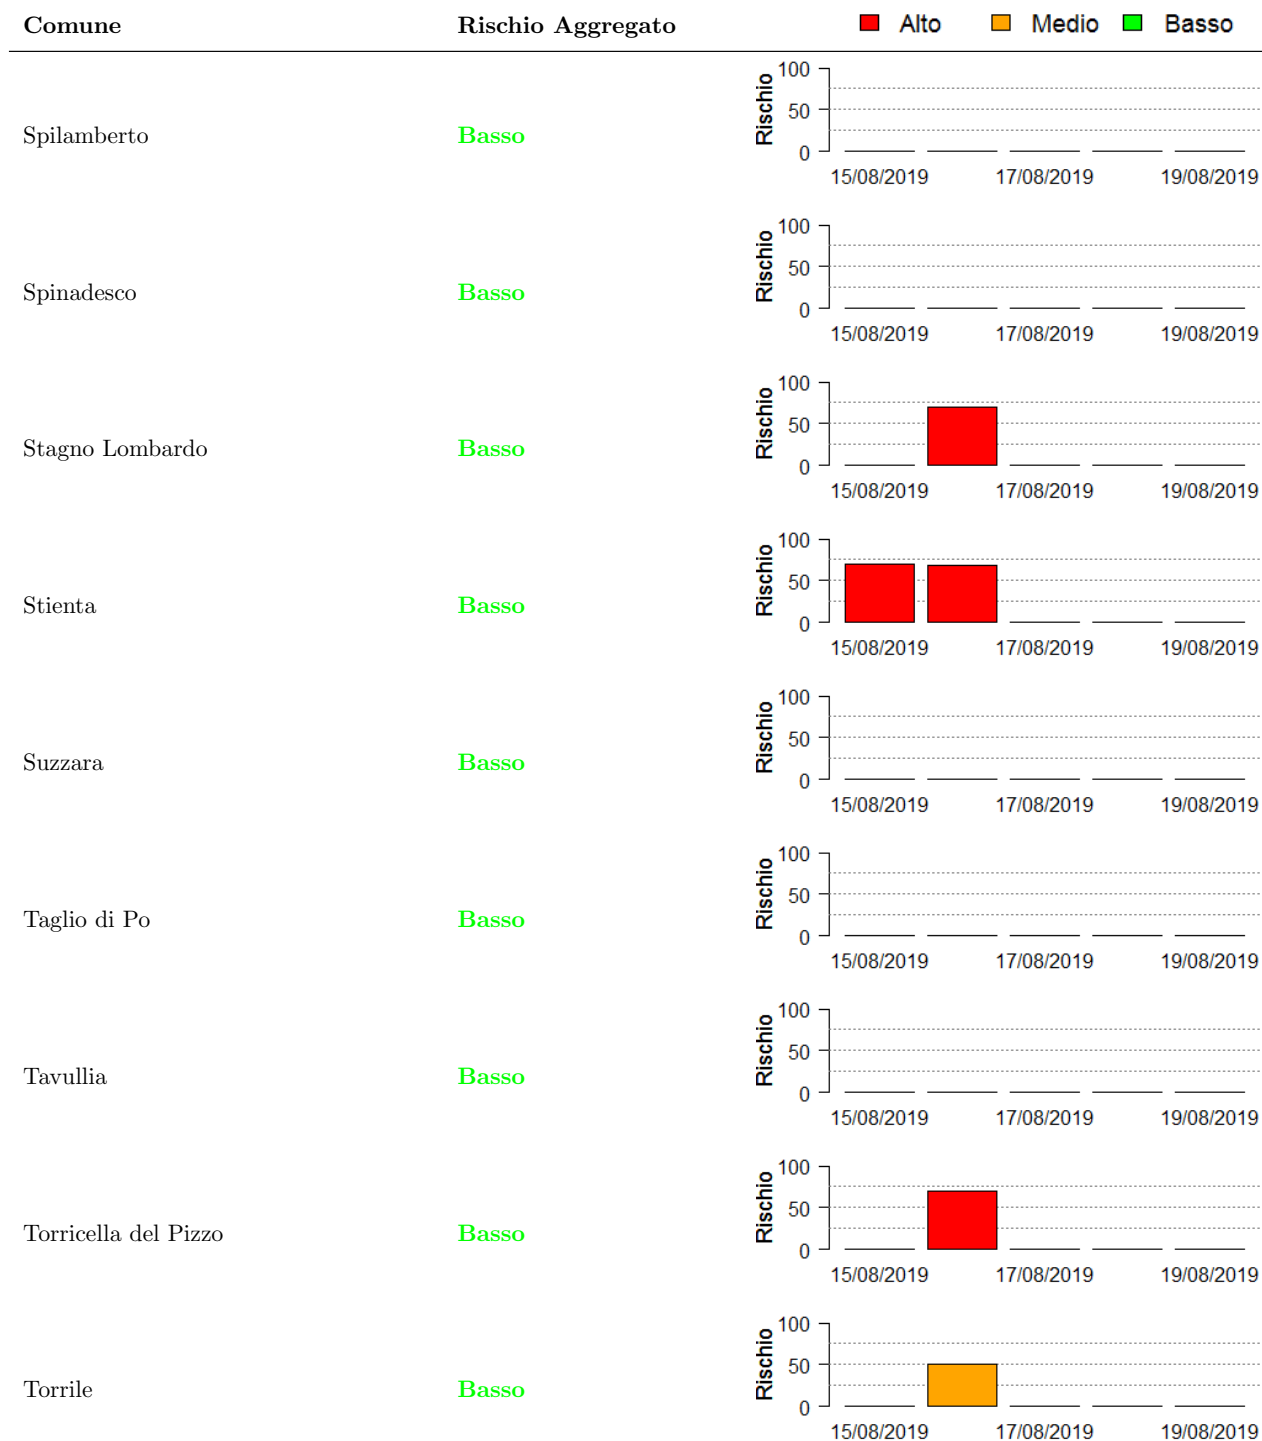 Comune Rischio Aggregato Alto Medio Basso
100
50
0
Rischio
Spilamberto Basso
15/08/2019 17/08/2019 19/08/2019
100
50
0
Rischio
Spinadesco Basso
15/08/2019 17/08/2019 19/08/2019
100
50
0
Rischio
Stagno Lombardo Basso
15/08/2019 17/08/2019 19/08/2019
100
50
0
Rischio
Stienta Basso
15/08/2019 17/08/2019 19/08/2019
100
50
0
Rischio
Suzzara Basso
15/08/2019 17/08/2019 19/08/2019
100
50
0
Rischio
Taglio di Po Basso
15/08/2019 17/08/2019 19/08/2019
100
50
0
Rischio
Tavullia Basso
15/08/2019 17/08/2019 19/08/2019
100
50
0
Rischio
Torricella del Pizzo Basso
15/08/2019 17/08/2019 19/08/2019
100
50
0
Rischio
Torrile Basso
15/08/2019 17/08/2019 19/08/2019